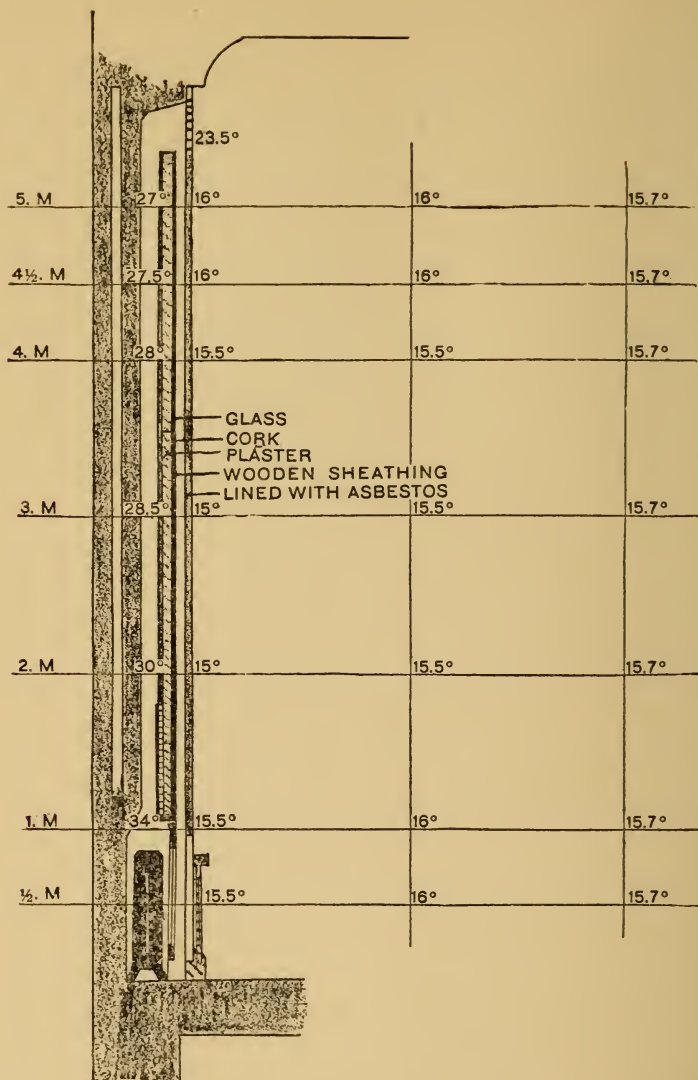 23.5°
5. M 27° 16° 16° 15.7°
4½. M 27.5° 16° 16° 15.7°
4. M 28° 15.5° 15.5° 15.7°
GLASS
CORK
PLASTER
WOODEN SHEATHING
LINED WITH ASBESTOS
3. M 28.5° 15° 15.5° 15.7°
2. M 30° 15° 15.5° 15.7°
1. M 34° 15.5° 16° 15.7°
½. M 15.5° 16° 15.7°